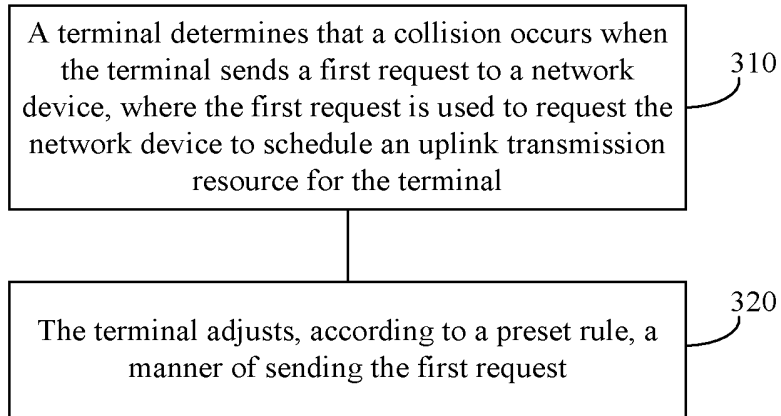 A terminal determines that a collision occurs when
the terminal sends a first request to a network
device, where the first request is used to request the
network device to schedule an uplink transmission
resource for the terminal
310
The terminal adjusts, according to a preset rule, a
manner of sending the first request
320